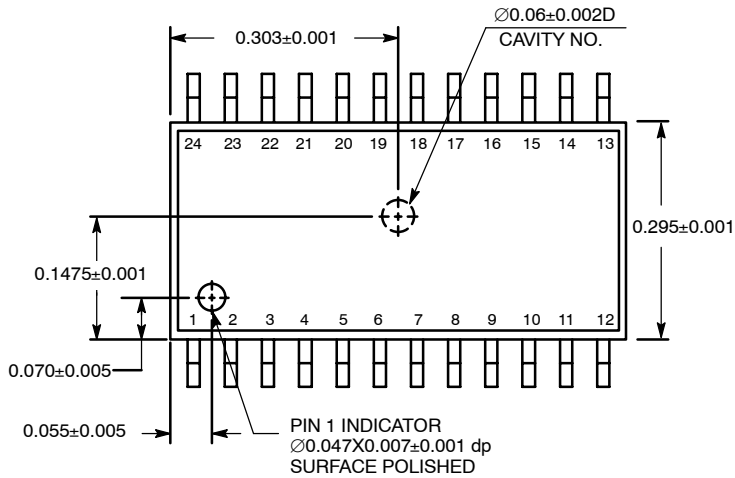 ∅0.06±0.002D
CAVITY NO.
0.303±0.001
24 23 22 21 20 19 18 17 16 15 14 13
0.295±0.001
0.1475±0.001
1 2 3 4 5 6 7 8 9 10 11 12
0.070±0.005
0.055±0.005
PIN 1 INDICATOR
∅0.047X0.007±0.001 dp
SURFACE POLISHED